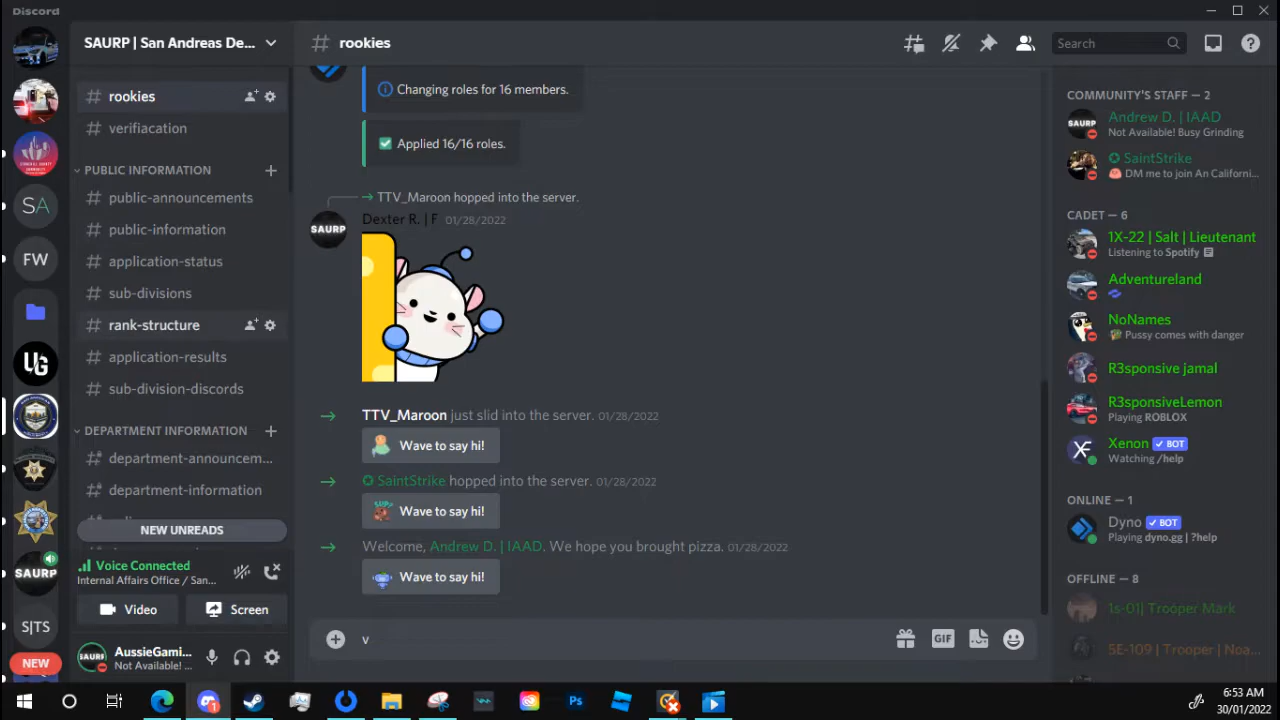 Discord
SAURP | San Andreas De...
# rookies
Search
# rookies
# verifiacation
PUBLIC INFORMATION
# public-announcements
# public-information
# application-status
# sub-divisions
# rank-structure
# application-results
# sub-division-discords
DEPARTMENT INFORMATION
# department-announcem...
# department-information
NEW UNREADS
Voice Connected
Internal Affairs Office / San...
Video
Screen
AussieGami...
Not Available! ...
SA
FW
SAURP
S|TS
NEW
Changing roles for 16 members.
Applied 16/16 roles.
TTV_Maroon hopped into the server.
SAURP
Dexter R. | F 01/28/2022
TTV_Maroon just slid into the server. 01/28/2022
Wave to say hi!
SaintStrike hopped into the server. 01/28/2022
Wave to say hi!
Welcome, Andrew D. | IAAD. We hope you brought pizza. 01/28/2022
Wave to say hi!
v
GIF
COMMUNITY'S STAFF — 2
SAURP
Andrew D. | IAAD
Not Available! Busy Grinding
SaintStrike
DM me to join An Californi...
CADET — 6
1X-22 | Salt | Lieutenant
Listening to Spotify
Adventureland
NoNames
Pussy comes with danger
R3sponsive jamal
R3sponsiveLemon
Playing ROBLOX
Xenon ✓ BOT
Watching /help
ONLINE — 1
Dyno ✓ BOT
Playing dyno.gg | ?help
OFFLINE — 8
1s-01| Trooper Mark
5E-109 | Trooper | Noa...
SAURP
1
Ps
6:53 AM
30/01/2022